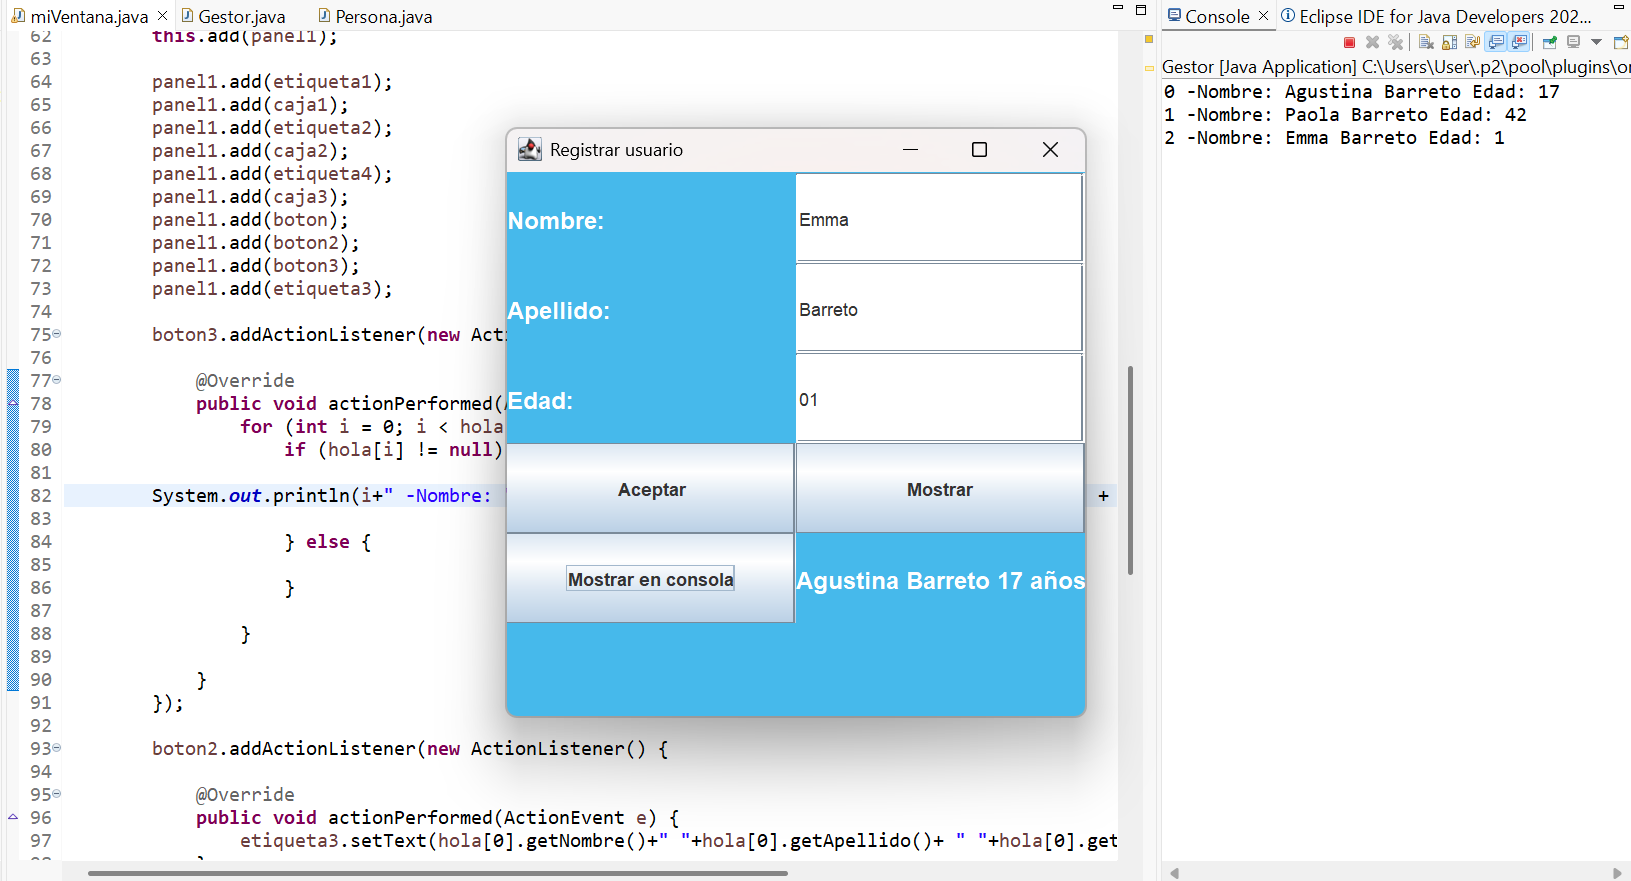 miVentana.java
Gestor.java
Persona.java
62 this.add(panel1);
63
64 panel1.add(etiqueta1);
65 panel1.add(caja1);
66 panel1.add(etiqueta2);
67 panel1.add(caja2);
68 panel1.add(etiqueta4);
69 panel1.add(caja3);
70 panel1.add(boton);
71 panel1.add(boton2);
72 panel1.add(boton3);
73 panel1.add(etiqueta3);
74
75 boton3.addActionListener(new Acti
76
77 @Override
78 public void actionPerformed(
79 for (int i = 0; i < hola
80 if (hola[i] != null)
81
82 System.out.println(i+" -Nombre: " +
83
84 } else {
85
86 }
87
88 }
89
90 }
91 });
92
93 boton2.addActionListener(new ActionListener() {
94
95 @Override
96 public void actionPerformed(ActionEvent e) {
97 etiqueta3.setText(hola[0].getNombre()+" "+hola[0].getApellido()+ " "+hola[0].get
Registrar usuario
Nombre:
Emma
Apellido:
Barreto
Edad:
01
Aceptar
Mostrar
Mostrar en consola
Agustina Barreto 17 años
Console
Eclipse IDE for Java Developers 202...
Gestor [Java Application] C:\Users\User\.p2\pool\plugins\or
0 -Nombre: Agustina Barreto Edad: 17
1 -Nombre: Paola Barreto Edad: 42
2 -Nombre: Emma Barreto Edad: 1